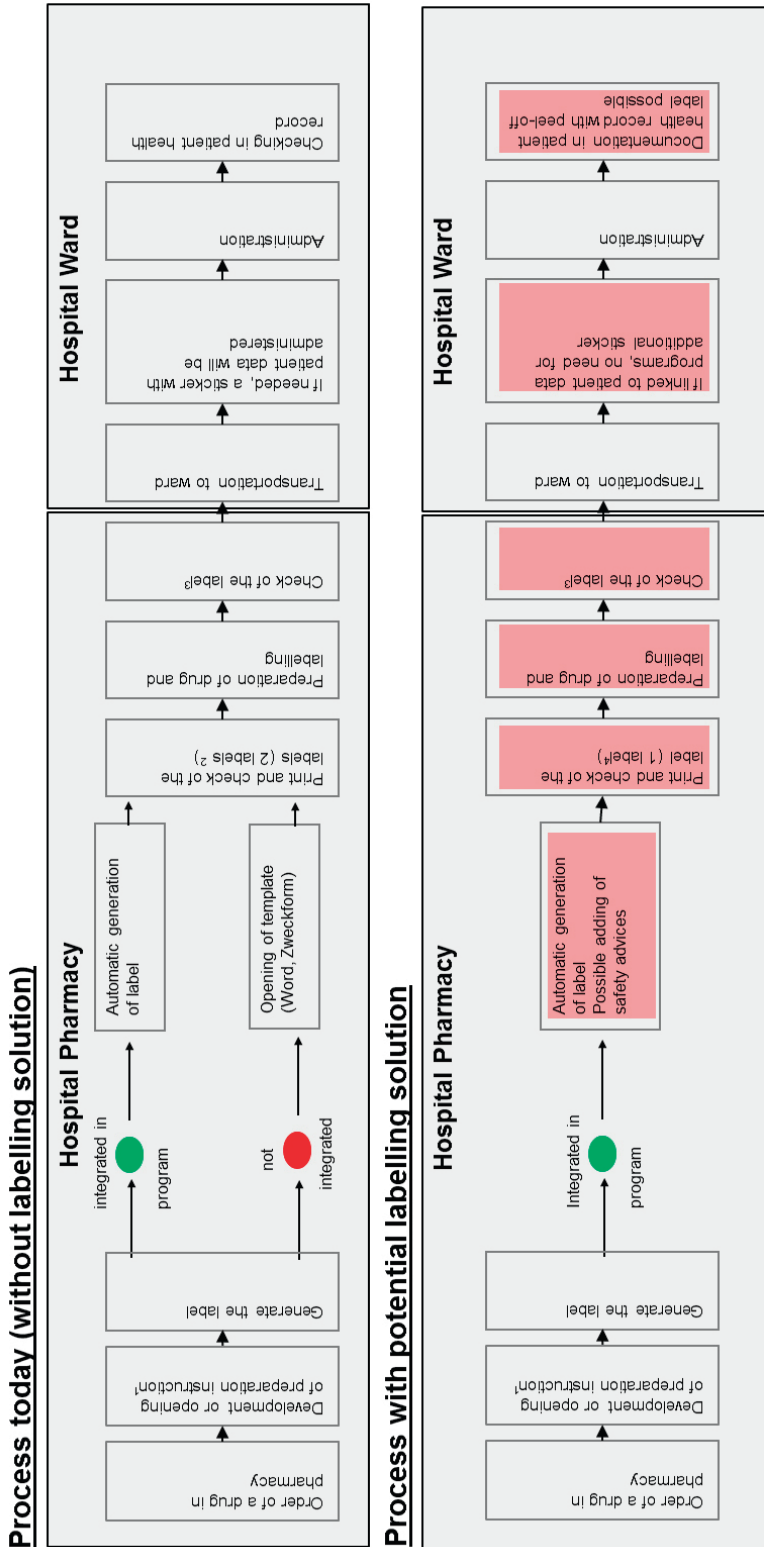 Process today (without labelling solution)
Hospital Pharmacy
Order of a drug in
pharmacy
Development or opening
of preparation instruction¹
Generate the label
integrated in
program
not
integrated
Automatic generation
of label
Opening of template
(Word, Zweckform)
Print and check of the
labels (2 labels ²)
Preparation of drug and
labelling
Check of the label³
Hospital Ward
Transportation to ward
If needed, a sticker with
patient data will be
administered
Administration
Checking in patient health
record
Process with potential labelling solution
Hospital Pharmacy
Order of a drug in
pharmacy
Development or opening
of preparation instruction¹
Generate the label
Integrated in
program
Automatic generation
of label
Possible adding of
safety advices
Print and check of the
label (1 label⁴)
Preparation of drug and
labelling
Check of the label³
Hospital Ward
Transportation to ward
If linked to patient data
programs, no need for
additional sticker
Administration
Documentation in patient
health record with peel-off
label possible